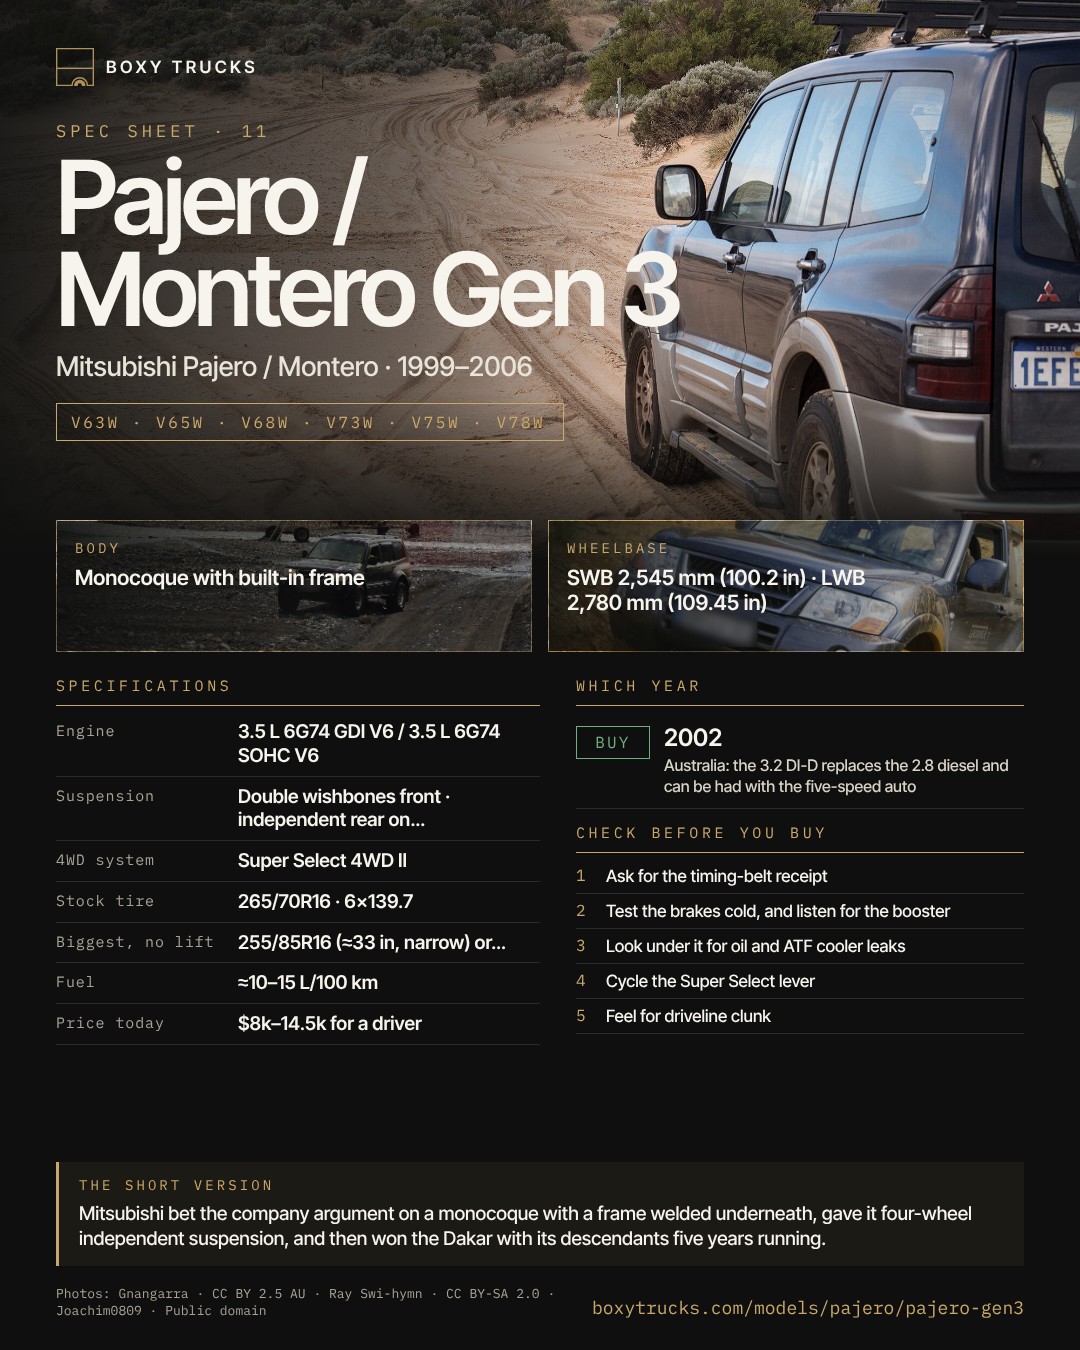 BOXY TRUCKS
SPEC SHEET · 11
Pajero /
Montero Gen 3
Mitsubishi Pajero / Montero · 1999–2006
V63W · V65W · V68W · V73W · V75W · V78W
PAJ
WESTERN
1EFE
BODY
Monocoque with built-in frame
WHEELBASE
SWB 2,545 mm (100.2 in) · LWB
2,780 mm (109.45 in)
SPECIFICATIONS
Engine
3.5 L 6G74 GDI V6 / 3.5 L 6G74
SOHC V6
Suspension
Double wishbones front ·
independent rear on…
4WD system
Super Select 4WD II
Stock tire
265/70R16 · 6×139.7
Biggest, no lift
255/85R16 (≈33 in, narrow) or…
Fuel
≈10–15 L/100 km
Price today
$8k–14.5k for a driver
WHICH YEAR
BUY
2002
Australia: the 3.2 DI-D replaces the 2.8 diesel and
can be had with the five-speed auto
CHECK BEFORE YOU BUY
1 Ask for the timing-belt receipt
2 Test the brakes cold, and listen for the booster
3 Look under it for oil and ATF cooler leaks
4 Cycle the Super Select lever
5 Feel for driveline clunk
THE SHORT VERSION
Mitsubishi bet the company argument on a monocoque with a frame welded underneath, gave it four-wheel
independent suspension, and then won the Dakar with its descendants five years running.
Photos: Gnangarra · CC BY 2.5 AU · Ray Swi-hymn · CC BY-SA 2.0 ·
Joachim0809 · Public domain
boxytrucks.com/models/pajero/pajero-gen3